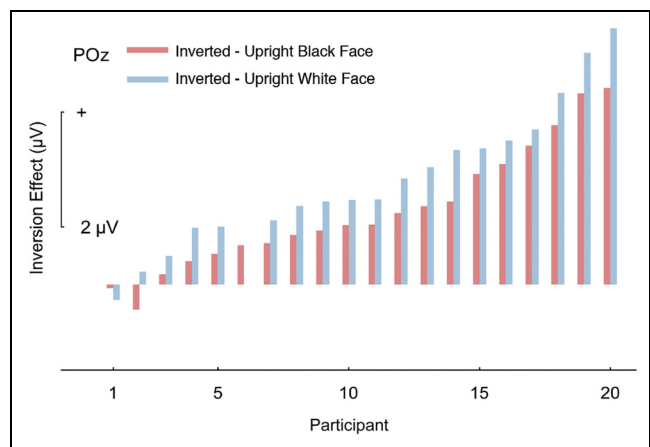 POz
Inverted - Upright Black Face
Inverted - Upright White Face
+
2 µV
Inversion Effect (µV)
1 5 10 15 20
Participant